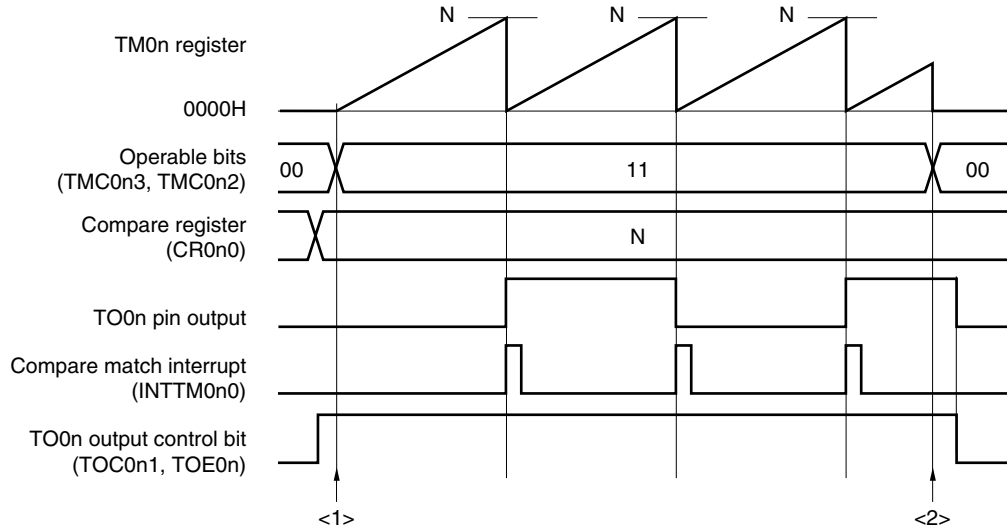 N N N
TM0n register
0000H
Operable bits
(TMC0n3, TMC0n2)
00 11 00
Compare register
(CR0n0)
N
TO0n pin output
Compare match interrupt
(INTTM0n0)
TO0n output control bit
(TOC0n1, TOE0n)
<1> <2>